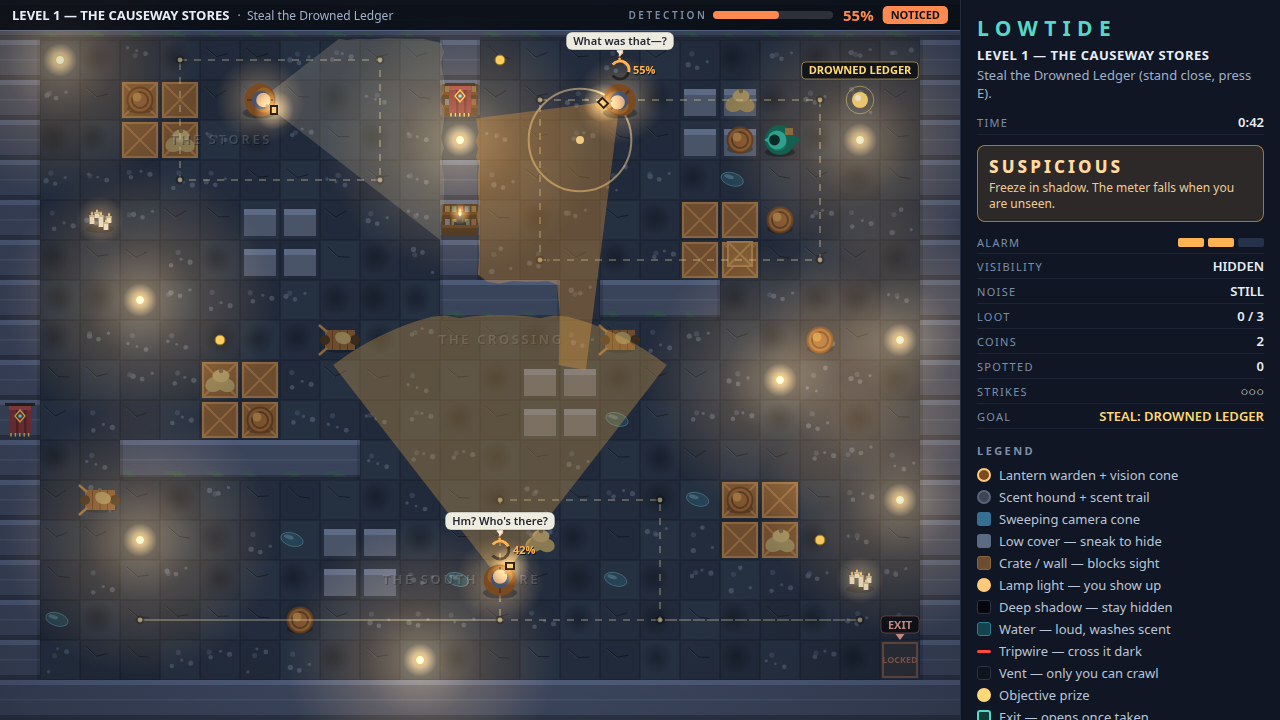 LEVEL 1 — THE CAUSEWAY STORES · Steal the Drowned Ledger
DETECTION 55% NOTICED
What was that—?
55%
DROWNED LEDGER
THE STORES
THE CROSSING
Hm? Who's there?
42%
EXIT
LOCKED
LOWTIDE
LEVEL 1 — THE CAUSEWAY STORES
Steal the Drowned Ledger (stand close, press
E).
TIME 0:42
SUSPICIOUS
Freeze in shadow. The meter falls when you
are unseen.
ALARM
VISIBILITY HIDDEN
NOISE STILL
LOOT 0 / 3
COINS 2
SPOTTED 0
STRIKES
GOAL STEAL: DROWNED LEDGER
LEGEND
Lantern warden + vision cone
Scent hound + scent trail
Sweeping camera cone
Low cover — sneak to hide
Crate / wall — blocks sight
Lamp light — you show up
Deep shadow — stay hidden
Water — loud, washes scent
Tripwire — cross it dark
Vent — only you can crawl
Objective prize
Exit — opens once taken